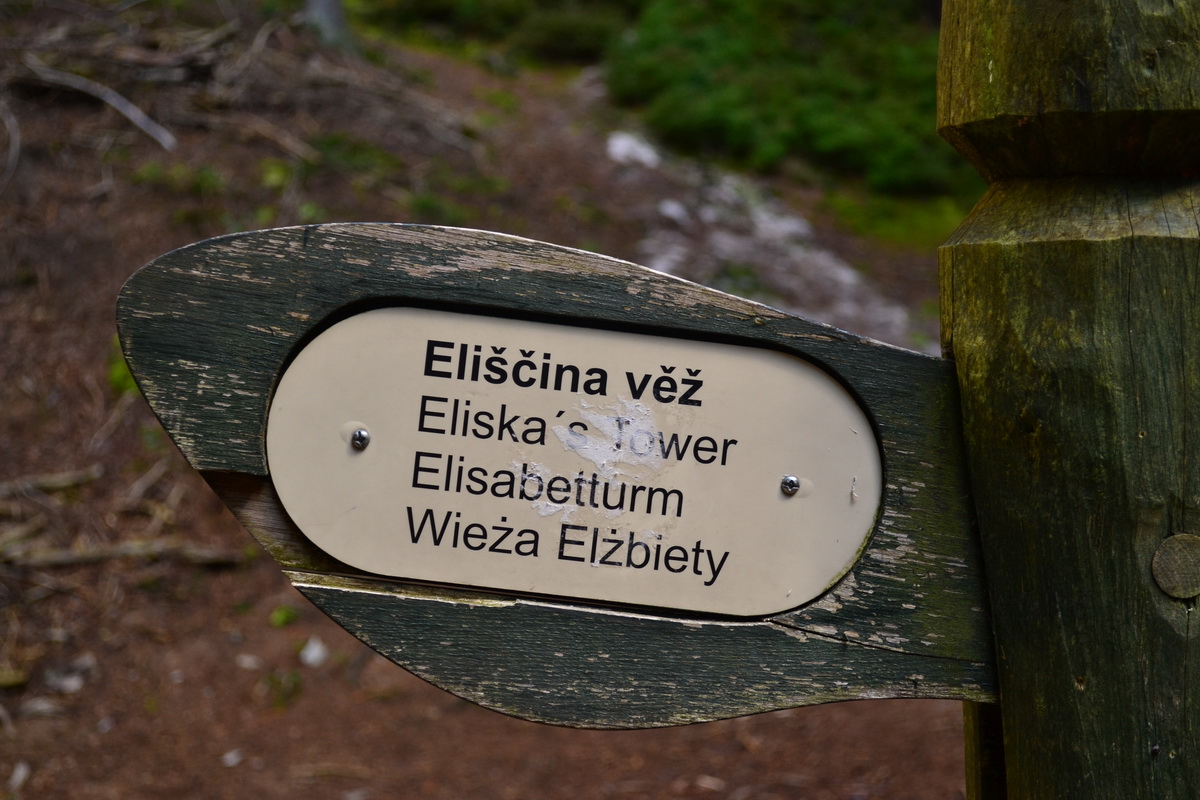 Eliščina věž
Eliska´s Tower
Elisabetturm
Wieża Elżbiety